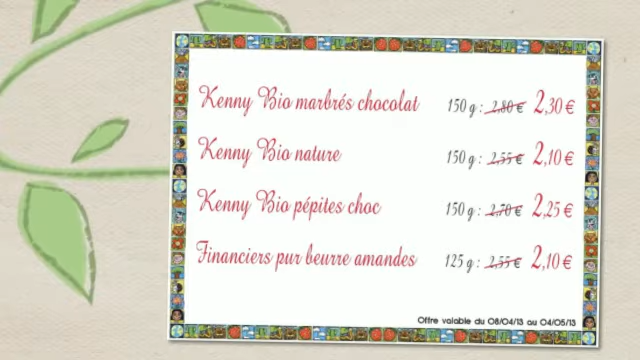 Kenny Bio marbrés chocolat 150 g : 2,80 € 2,30 €
Kenny Bio nature 150 g : 2,55 € 2,10 €
Kenny Bio pépites choc 150 g : 2,70 € 2,25 €
Financiers pur beurre amandes 125 g : 2,55 € 2,10 €
Offre valable du 08/04/13 au 04/05/13